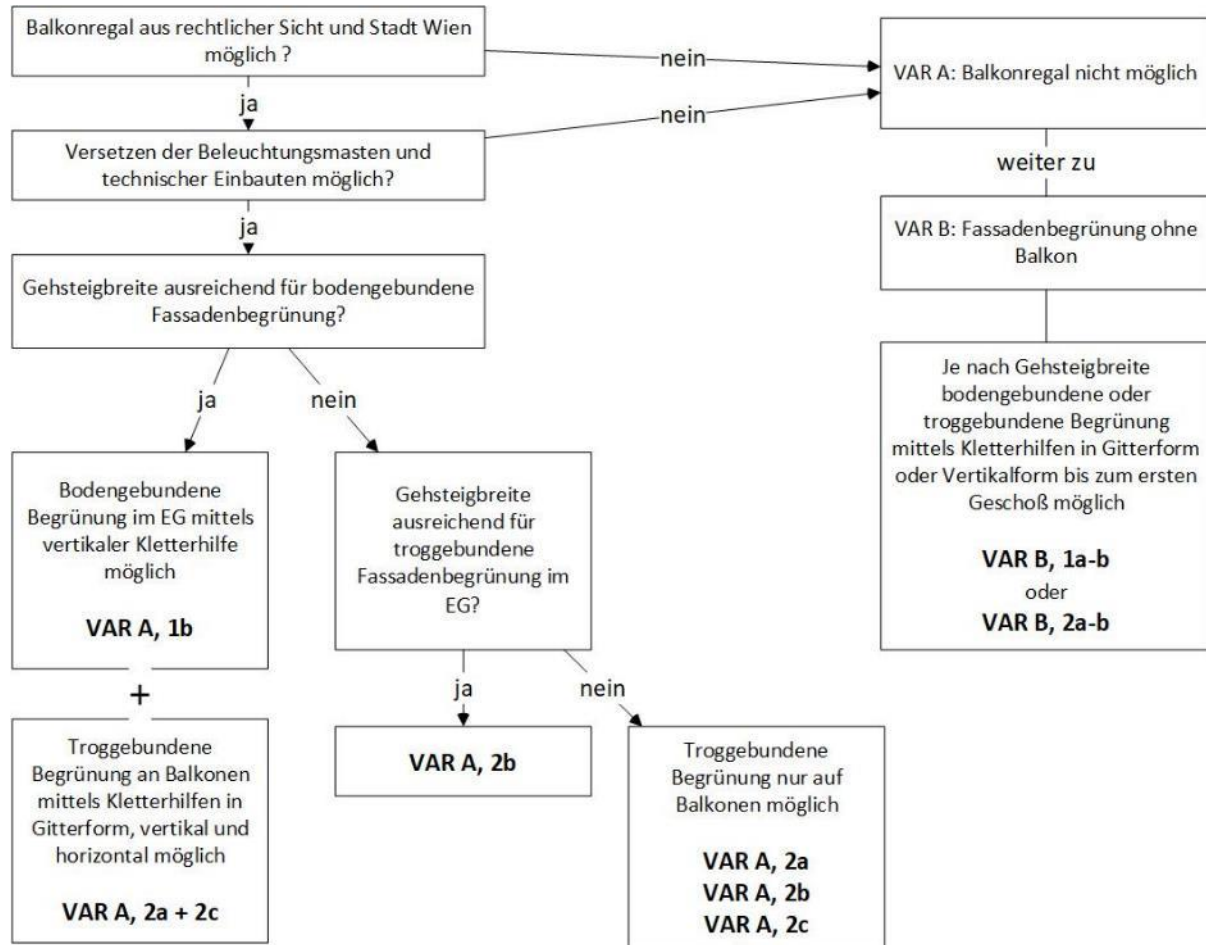 Balkonregal aus rechtlicher Sicht und Stadt Wien
möglich ?
nein
VAR A: Balkonregal nicht möglich
ja
nein
Versetzen der Beleuchtungsmasten und
technischer Einbauten möglich?
weiter zu
ja
VAR B: Fassadenbegrünung ohne
Balkon
Gehsteigbreite ausreichend für bodengebundene
Fassadenbegrünung?
Je nach Gehsteigbreite
bodengebundene oder
troggebundene Begrünung
mittels Kletterhilfen in Gitterform
oder Vertikalform bis zum ersten
Geschoß möglich
VAR B, 1a-b
oder
VAR B, 2a-b
ja
nein
Bodengebundene
Begrünung im EG mittels
vertikaler Kletterhilfe
möglich
VAR A, 1b
+
Troggebundene
Begrünung an Balkonen
mittels Kletterhilfen in
Gitterform, vertikal und
horizontal möglich
VAR A, 2a + 2c
Gehsteigbreite
ausreichend für
troggebundene
Fassadenbegrünung im
EG?
ja
nein
VAR A, 2b
Troggebundene
Begrünung nur auf
Balkonen möglich
VAR A, 2a
VAR A, 2b
VAR A, 2c